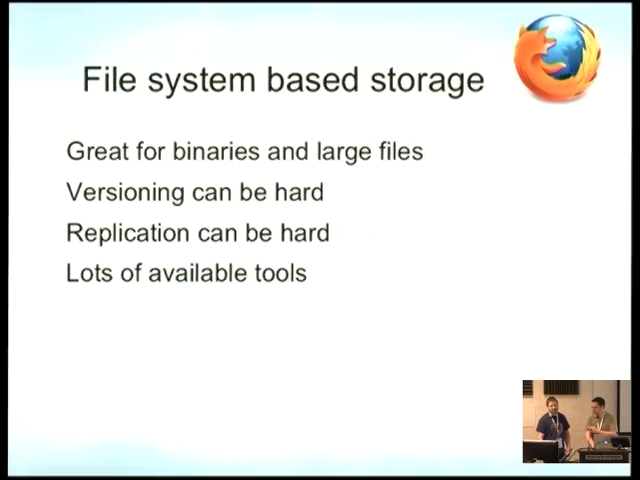 File system based storage
Great for binaries and large files
Versioning can be hard
Replication can be hard
Lots of available tools